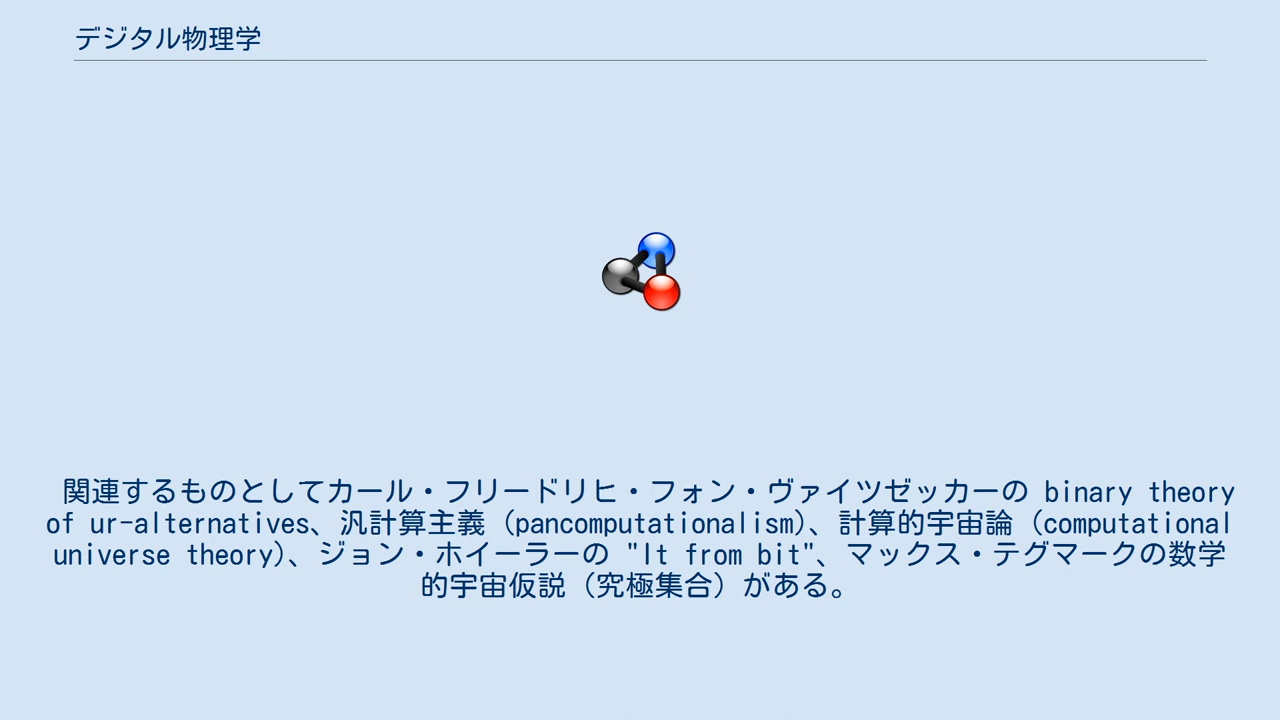 デジタル物理学
関連するものとしてカール・フリードリヒ・フォン・ヴァイツゼッカーの binary theory
of ur-alternatives、汎計算主義（pancomputationalism）、計算的宇宙論（computational
universe theory）、ジョン・ホイーラーの "It from bit"、マックス・テグマークの数学
的宇宙仮説（究極集合）がある。